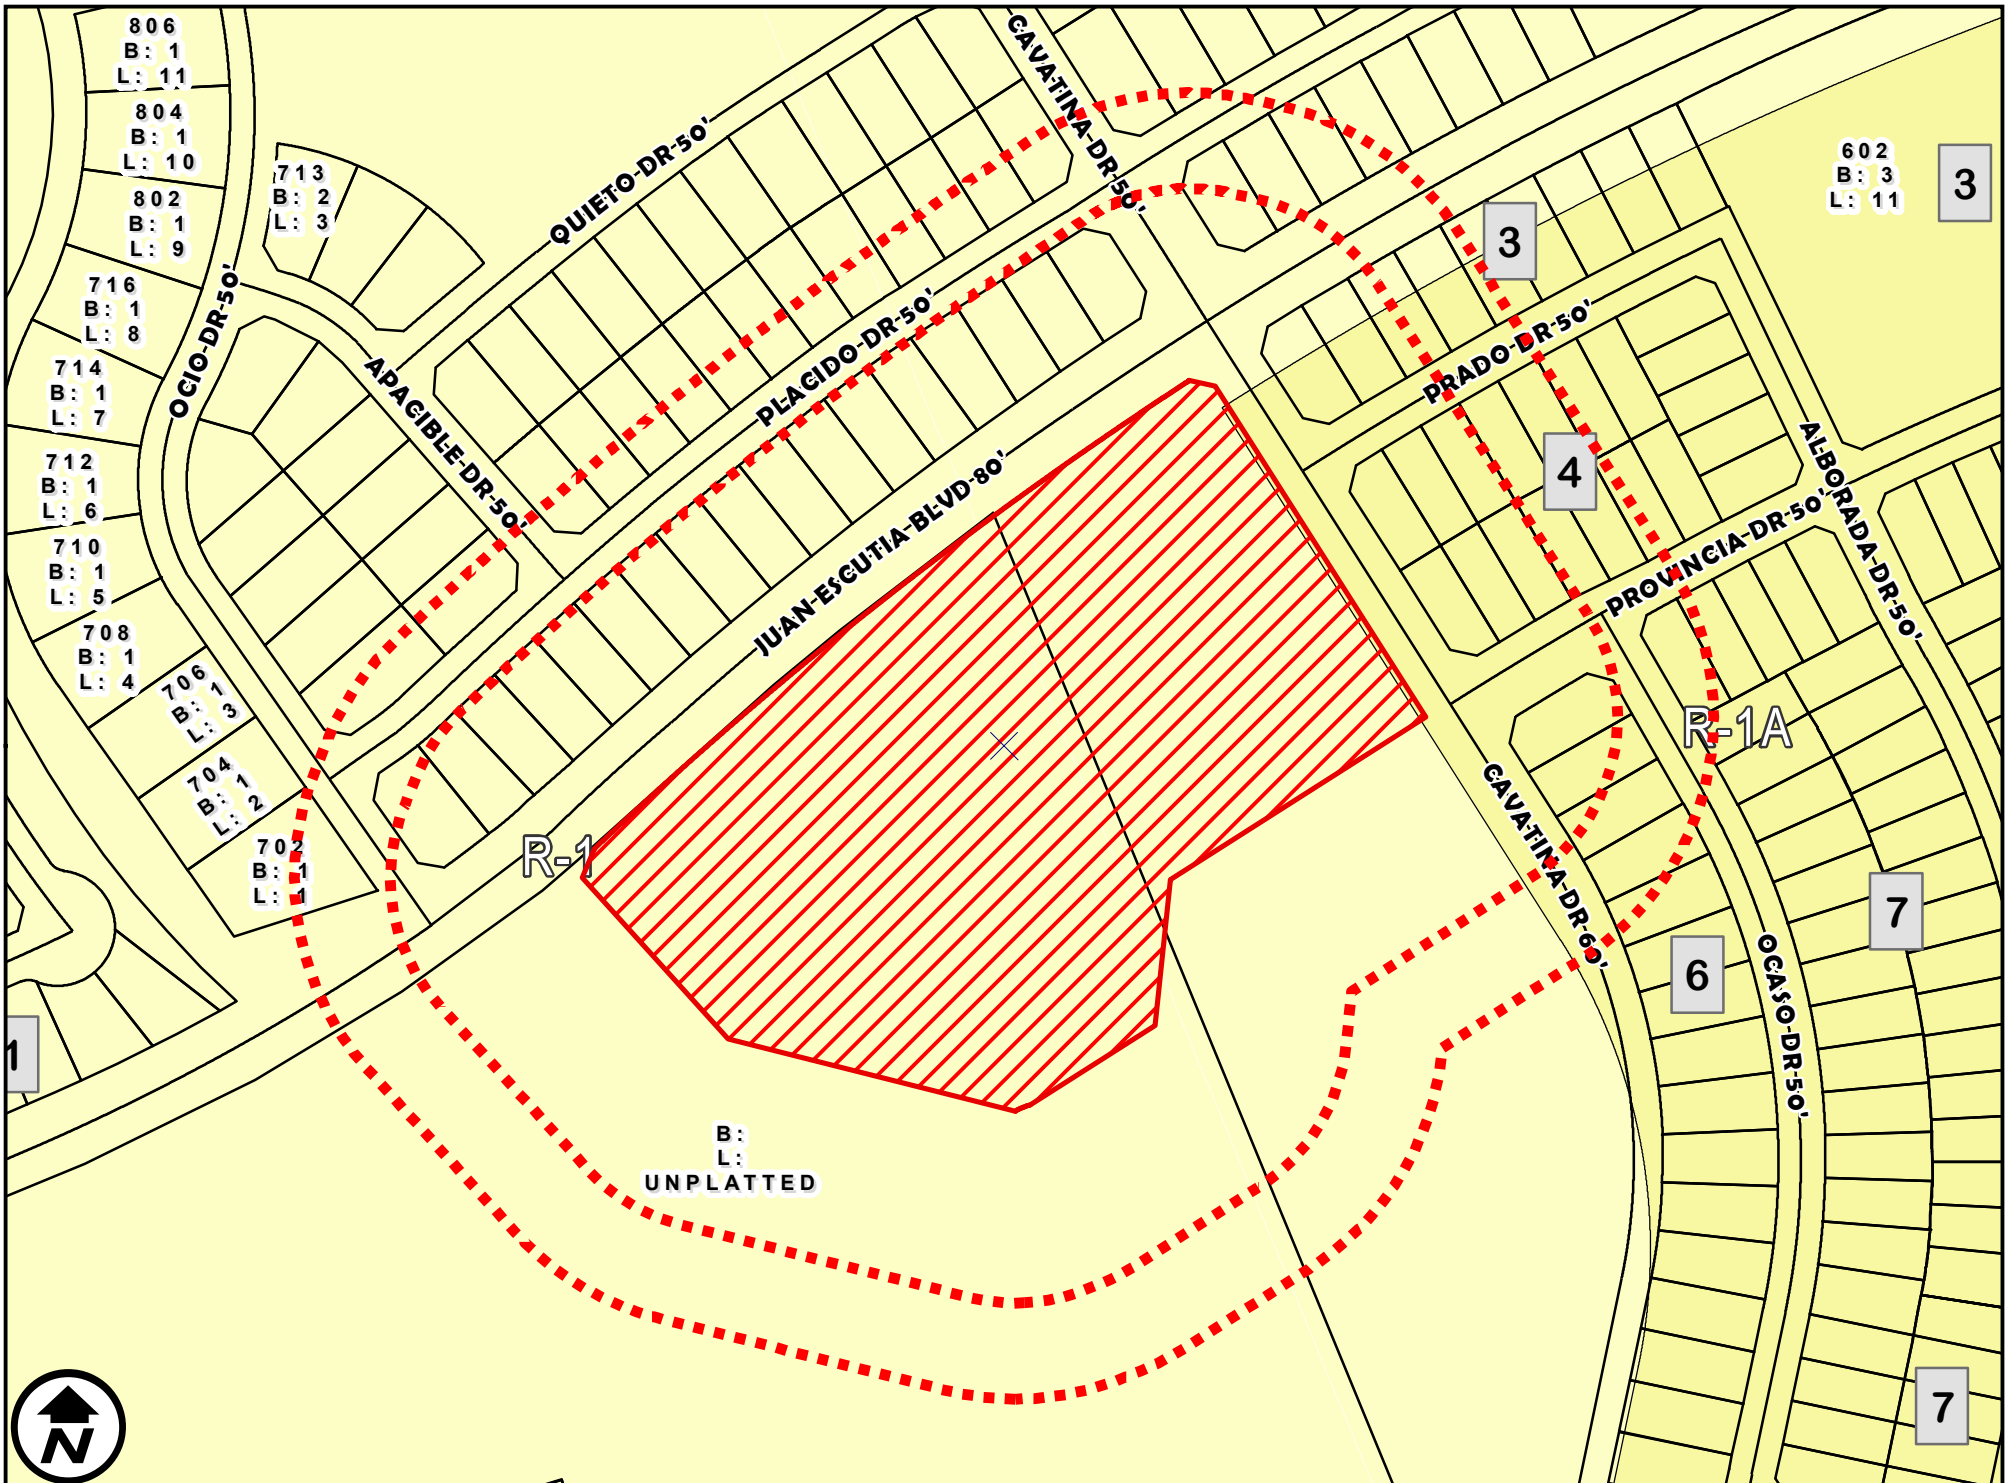 806
B: 1
L: 11
804
B: 1
L: 10
802
B: 1
L: 9
716
B: 1
L: 8
714
B: 1
L: 7
712
B: 1
L: 6
710
B: 1
L: 5
708
B: 1
L: 4
706
B: 1
L: 3
704
B: 1
L: 2
702
B: 1
L: 1
713
B: 2
L: 3
602
B: 3
L: 11
3
3
4
6
7
7
1
QUIETO-DR-50'
CAVATINA-DR-50'
OCIO-DR-50'
APACIBLE-DR-50'
PLACIDO-DR-50'
JUAN-ESCUTIA-BLVD-80'
PRADO-DR-50'
PROVINCIA-DR-50'
ALBORADA-DR-50'
CAVATINA-DR-60'
OCASO-DR-50'
R-1
R-1A
B:
L:
UNPLATTED
N